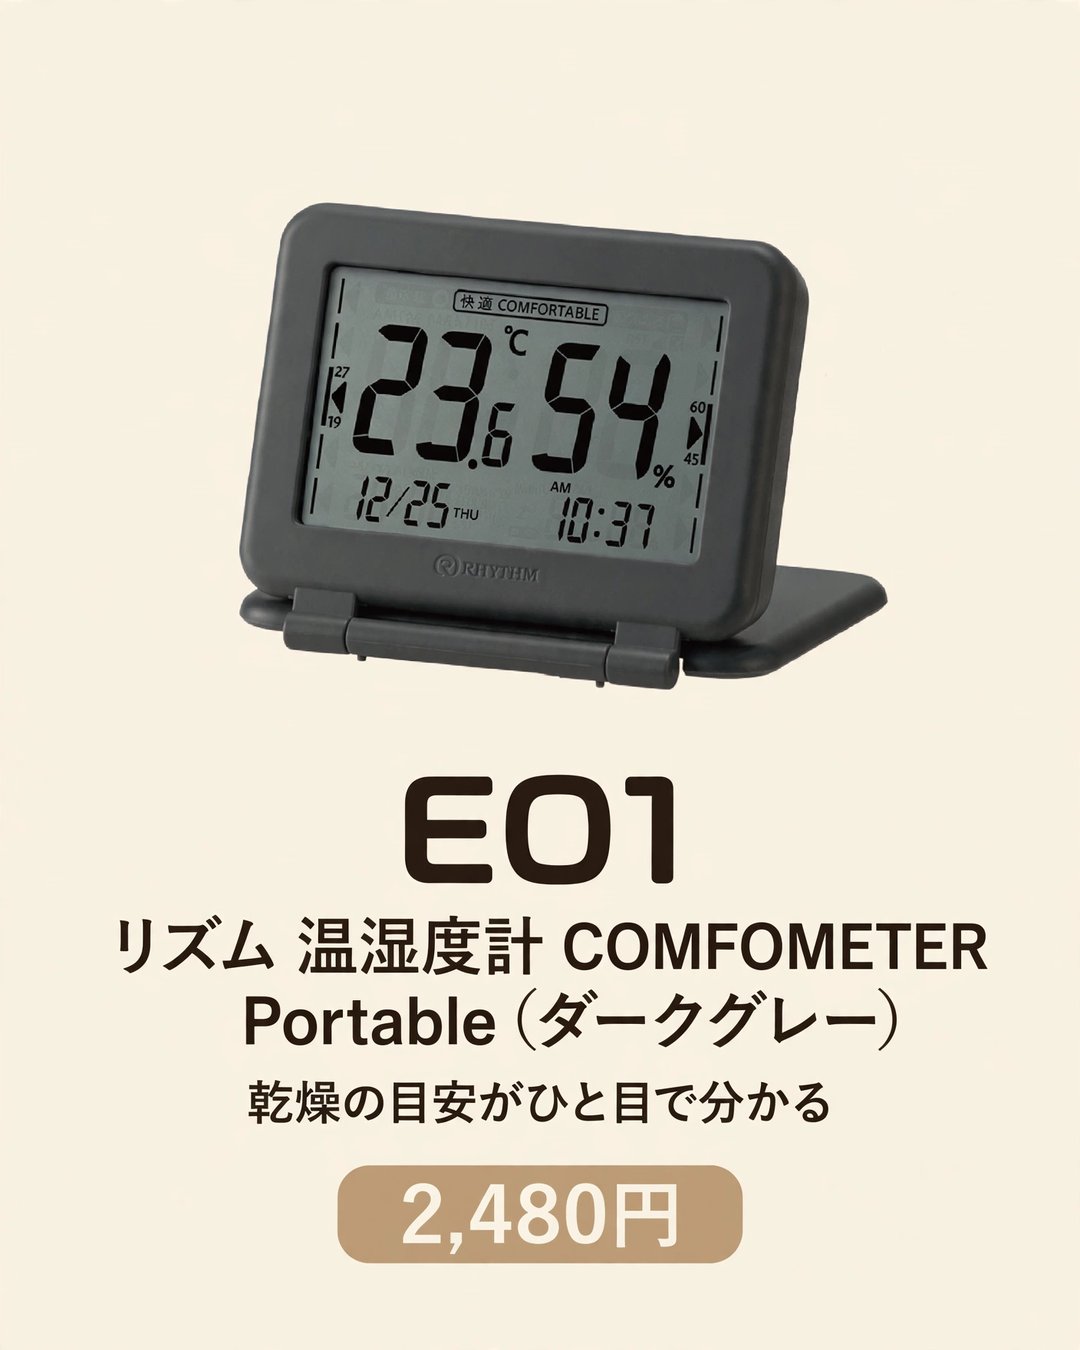 快適 COMFORTABLE
23.6 ℃ 54 %
27
19
60
45
12/25 THU AM 10:37
RHYTHM
E01
リズム 温湿度計 COMFOMETER
Portable（ダークグレー）
乾燥の目安がひと目で分かる
2,480円